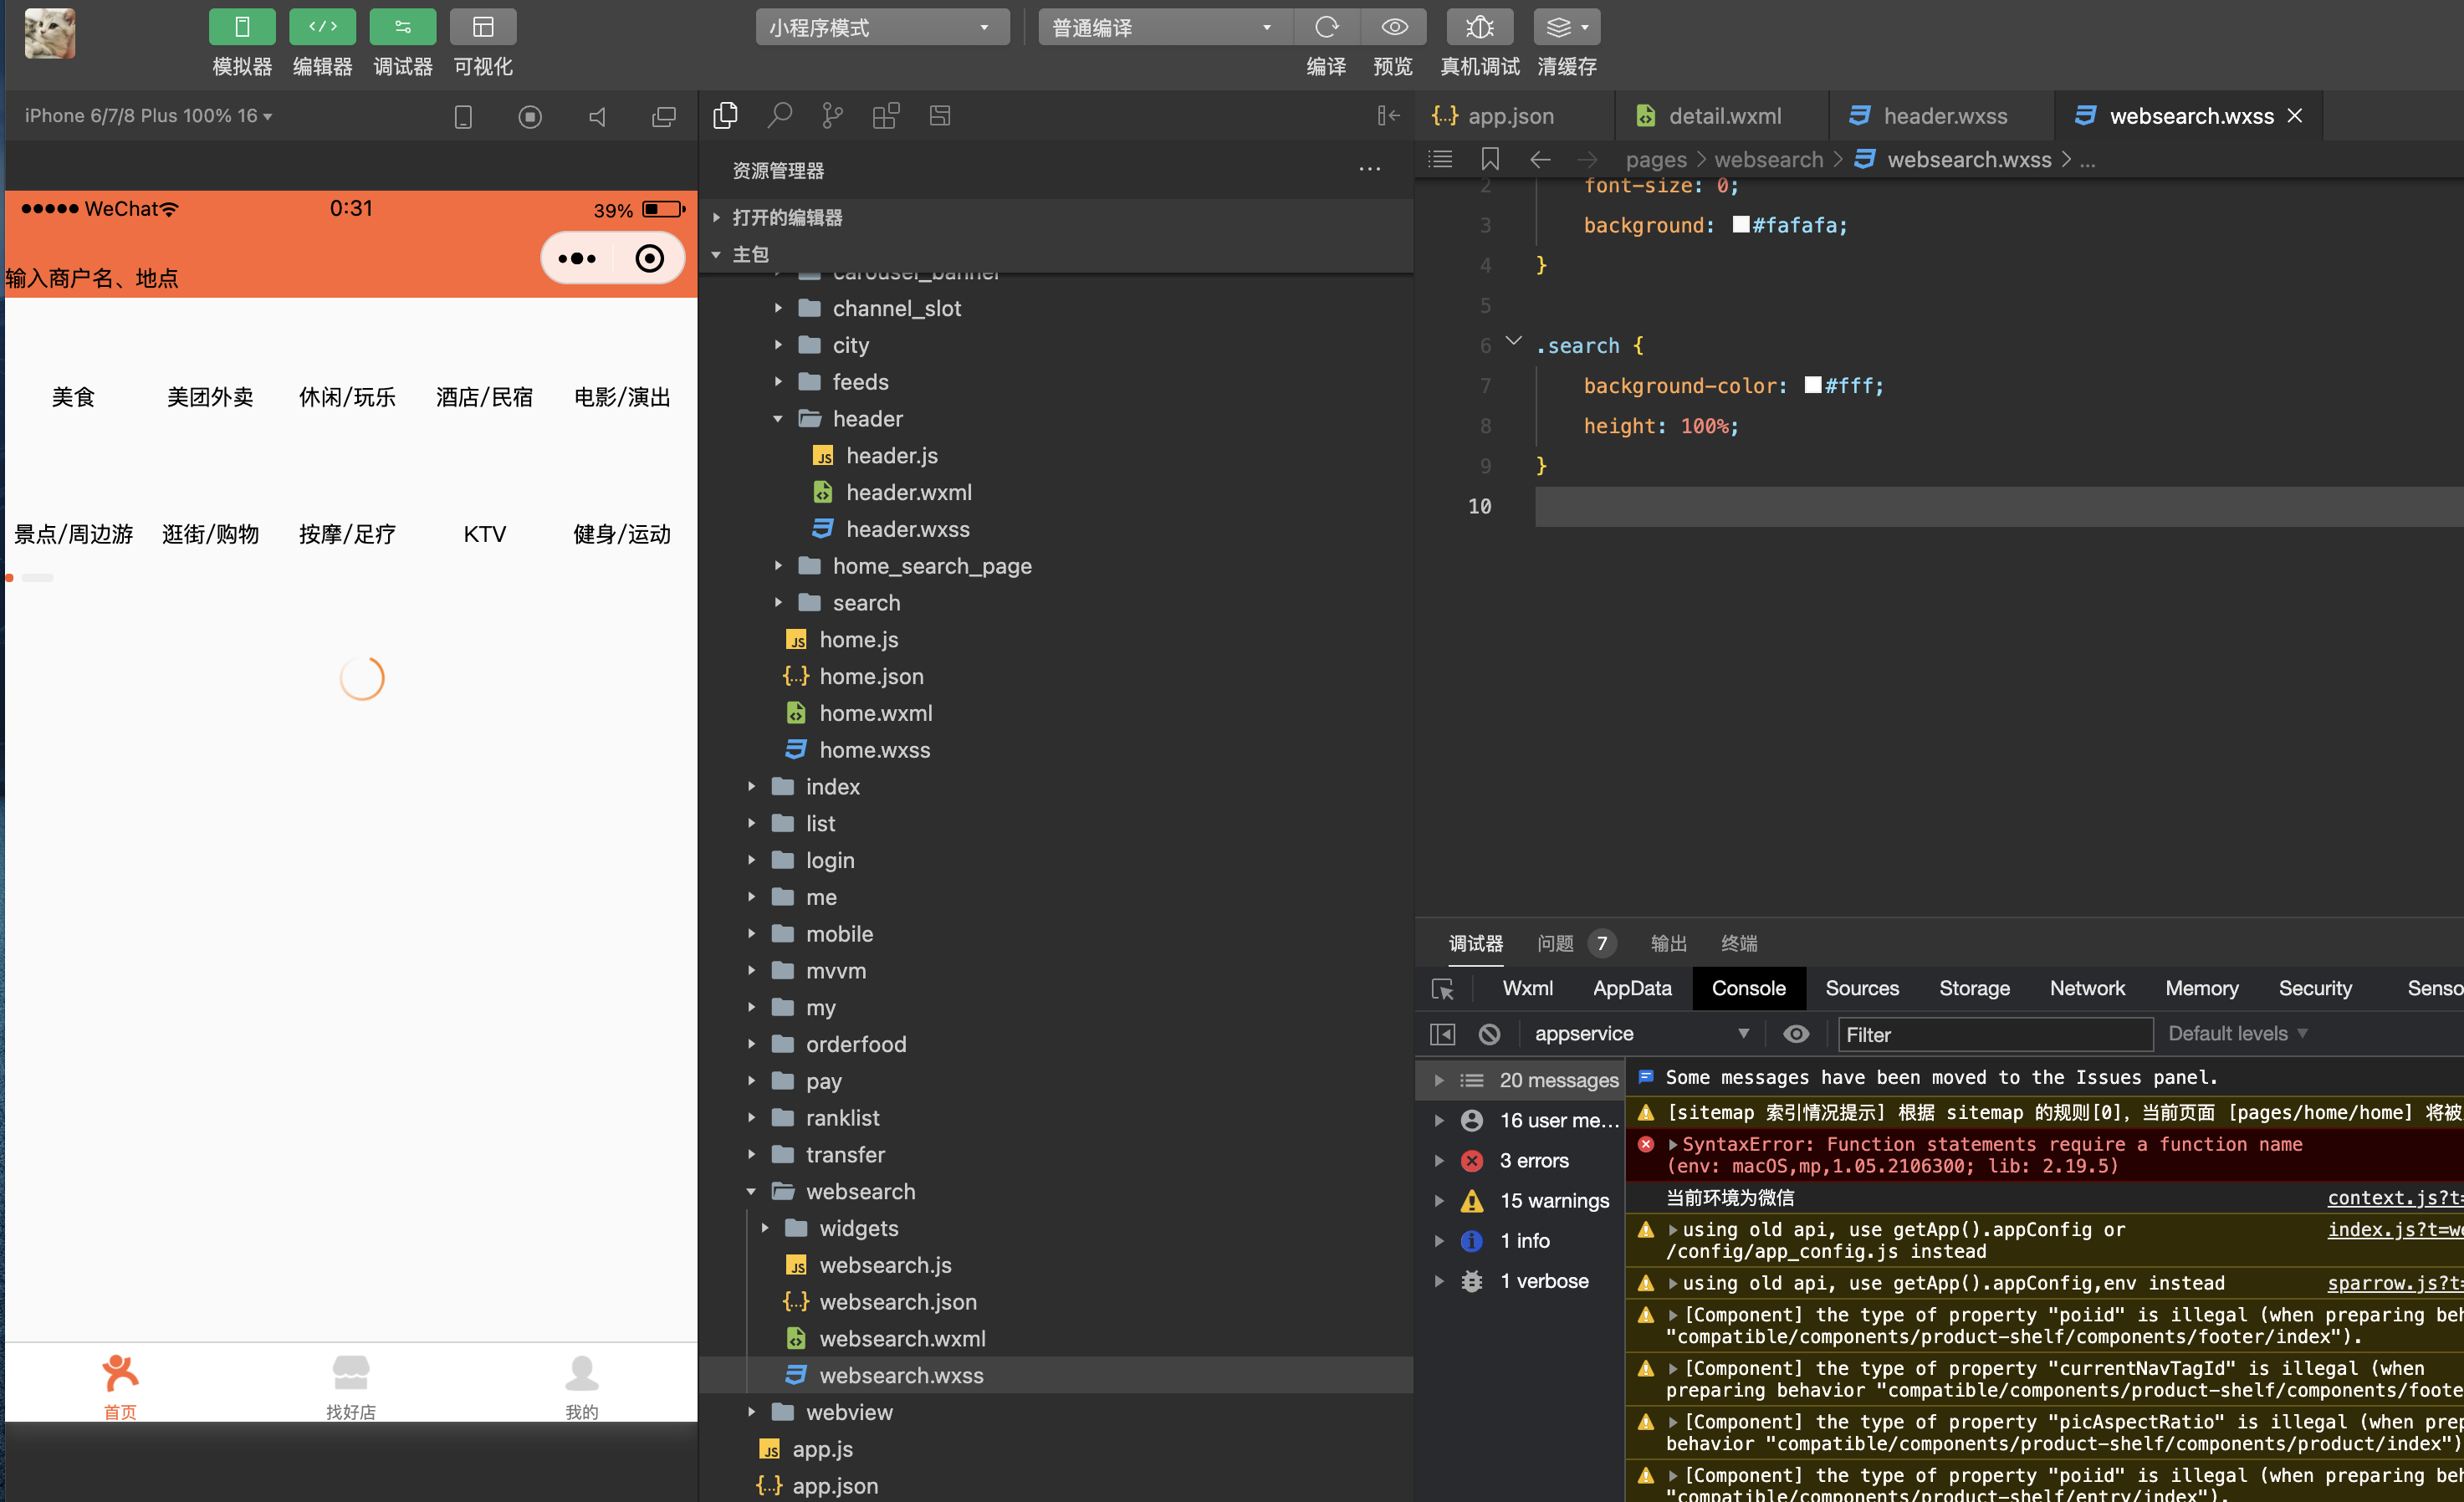 小程序模式
普通编译
模拟器
编辑器
调试器
可视化
编译
预览
真机调试
清缓存
iPhone 6/7/8 Plus 100% 16
WeChat
0:31
39%
输入商户名、地点
美食
美团外卖
休闲/玩乐
酒店/民宿
电影/演出
景点/周边游
逛街/购物
按摩/足疗
KTV
健身/运动
首页
找好店
我的
资源管理器
打开的编辑器
主包
carousel_banner
channel_slot
city
feeds
header
header.js
header.wxml
header.wxss
home_search_page
search
home.js
home.json
home.wxml
home.wxss
index
list
login
me
mobile
mvvm
my
orderfood
pay
ranklist
transfer
websearch
widgets
websearch.js
websearch.json
websearch.wxml
websearch.wxss
webview
app.js
app.json
app.json
detail.wxml
header.wxss
websearch.wxss
pages > websearch > websearch.wxss > ...
2 font-size: 0;
3 background: #fafafa;
4 }
5
6 .search {
7 background-color: #fff;
8 height: 100%;
9 }
10
调试器
问题 7
输出
终端
Wxml
AppData
Console
Sources
Storage
Network
Memory
Security
Senso
appservice
Filter
Default levels
20 messages
16 user me...
3 errors
15 warnings
1 info
1 verbose
Some messages have been moved to the Issues panel.
[sitemap 索引情况提示] 根据 sitemap 的规则[0]，当前页面 [pages/home/home] 将被
SyntaxError: Function statements require a function name
(env: macOS,mp,1.05.2106300; lib: 2.19.5)
当前环境为微信
context.js?t=
using old api, use getApp().appConfig or
index.js?t=we
/config/app_config.js instead
using old api, use getApp().appConfig,env instead
sparrow.js?t=
[Component] the type of property "poiid" is illegal (when preparing beh
"compatible/components/product-shelf/components/footer/index").
[Component] the type of property "currentNavTagId" is illegal (when
preparing behavior "compatible/components/product-shelf/components/foote
[Component] the type of property "picAspectRatio" is illegal (when prep
behavior "compatible/components/product-shelf/components/product/index")
[Component] the type of property "poiid" is illegal (when preparing beh
"compatible/components/product-shelf/entry/index").